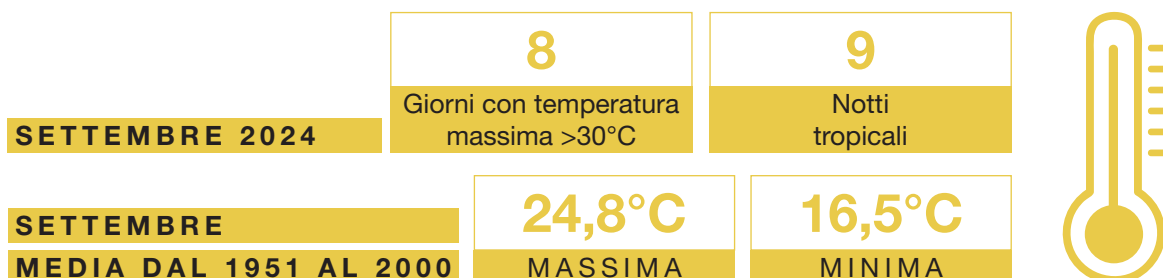 8
Giorni con temperatura
massima >30°C
9
Notti
tropicali
SETTEMBRE 2024
24,8°C
MASSIMA
16,5°C
MINIMA
SETTEMBRE
MEDIA DAL 1951 AL 2000